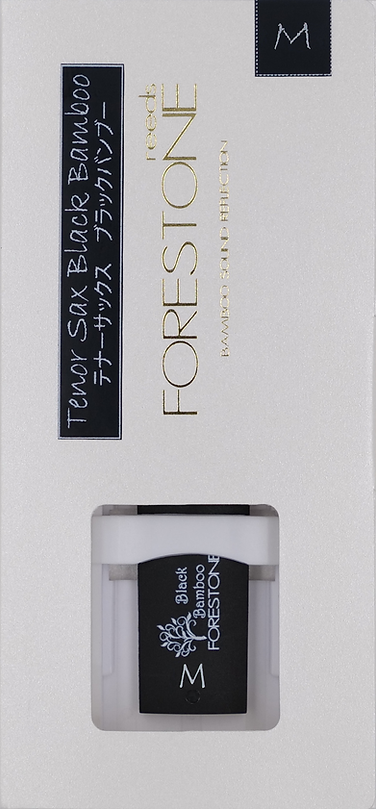 M
Tenor Sax Black Bamboo
テナーサックス ブラックバンブー
reeds
FORESTONE
BAMBOO SOUND REFLECTION
Black
Bamboo
FORESTONE
M